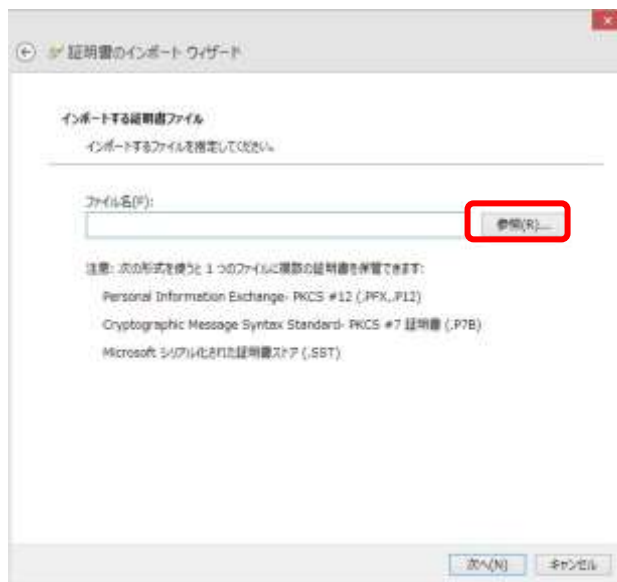 証明書のインポート ウィザード
インポートする証明書ファイル
インポートするファイルを指定してください。
ファイル名(F):
参照(R)...
注意: 次の形式を使うと 1 つのファイルに複数の証明書を保管できます:
Personal Information Exchange- PKCS #12 (.PFX,.P12)
Cryptographic Message Syntax Standard- PKCS #7 証明書 (.P7B)
Microsoft シリアル化された証明書ストア (.SST)
次へ(N)
キャンセル